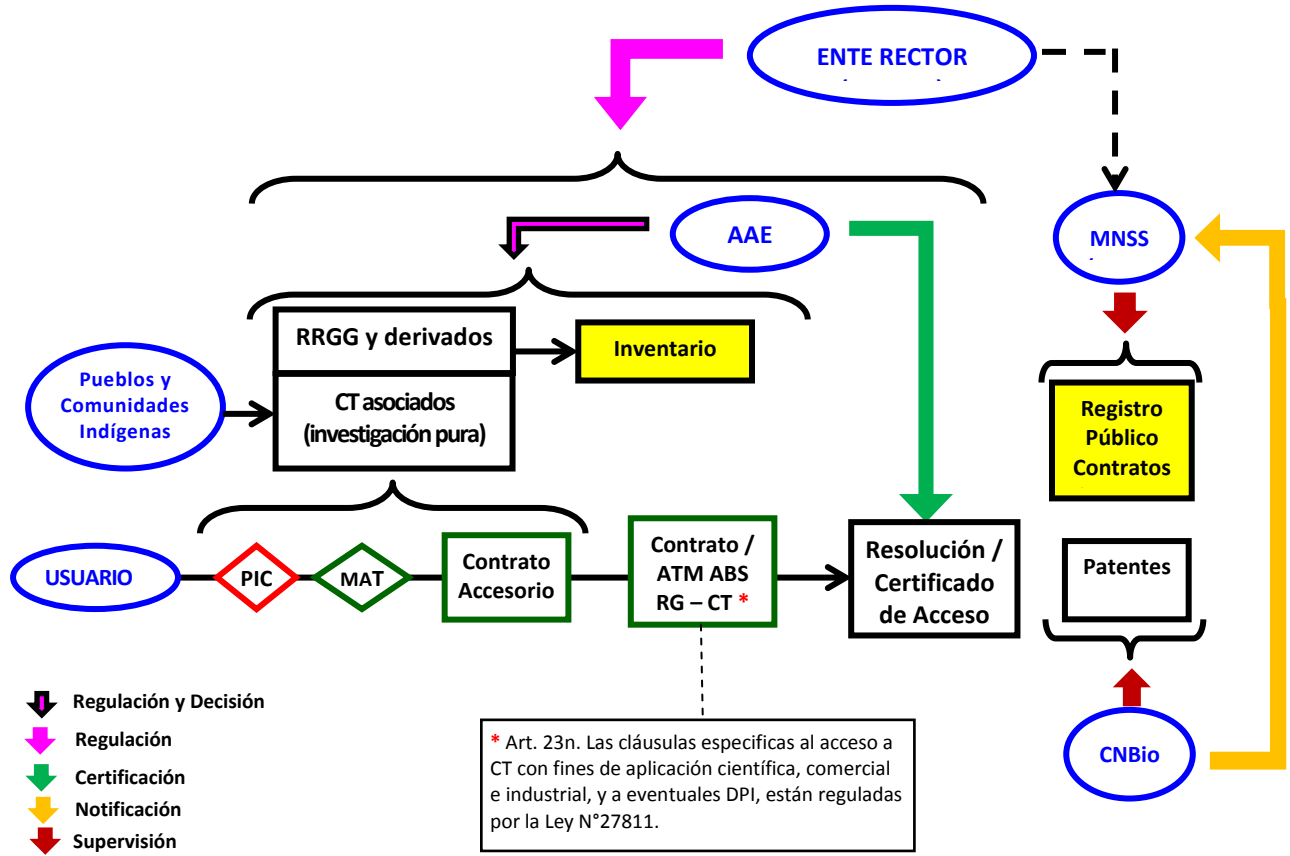 ENTE RECTOR
AAE
MNSS
RRGG y derivados
Inventario
Pueblos y
Comunidades
Indígenas
CT asociados
(investigación pura)
Registro
Público
Contratos
USUARIO
PIC
MAT
Contrato
Accesorio
Contrato /
ATM ABS
RG – CT *
Resolución /
Certificado
de Acceso
Patentes
CNBio
Regulación y Decisión
Regulación
Certificación
Notificación
Supervisión
* Art. 23n. Las cláusulas especificas al acceso a
CT con fines de aplicación científica, comercial
e industrial, y a eventuales DPI, están reguladas
por la Ley N°27811.